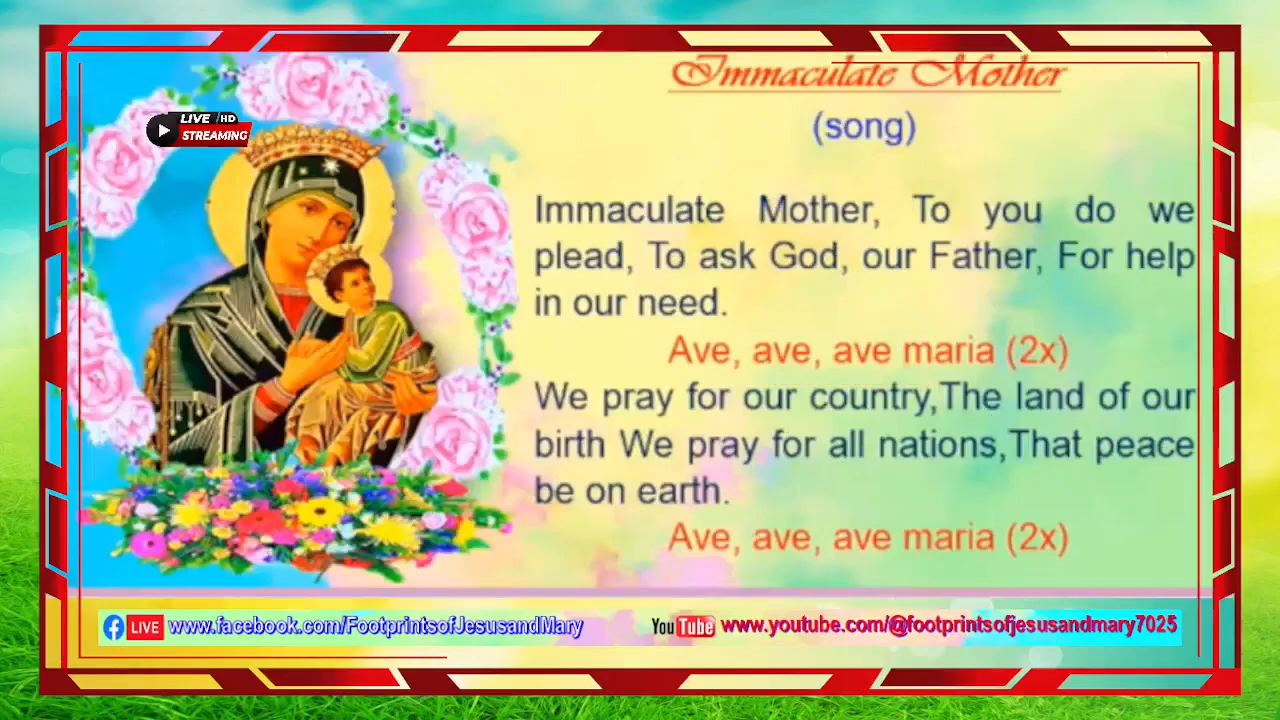 Immaculate Mother
(song)
LIVE HD
STREAMING
Immaculate Mother, To you do we
plead, To ask God, our Father, For help
in our need.
Ave, ave, ave maria (2x)
We pray for our country,The land of our
birth We pray for all nations,That peace
be on earth.
Ave, ave, ave maria (2x)
f LIVE www.facebook.com/FootprintsofJesusandMary
YouTube www.youtube.com/@footprintsofjesusandmary7025